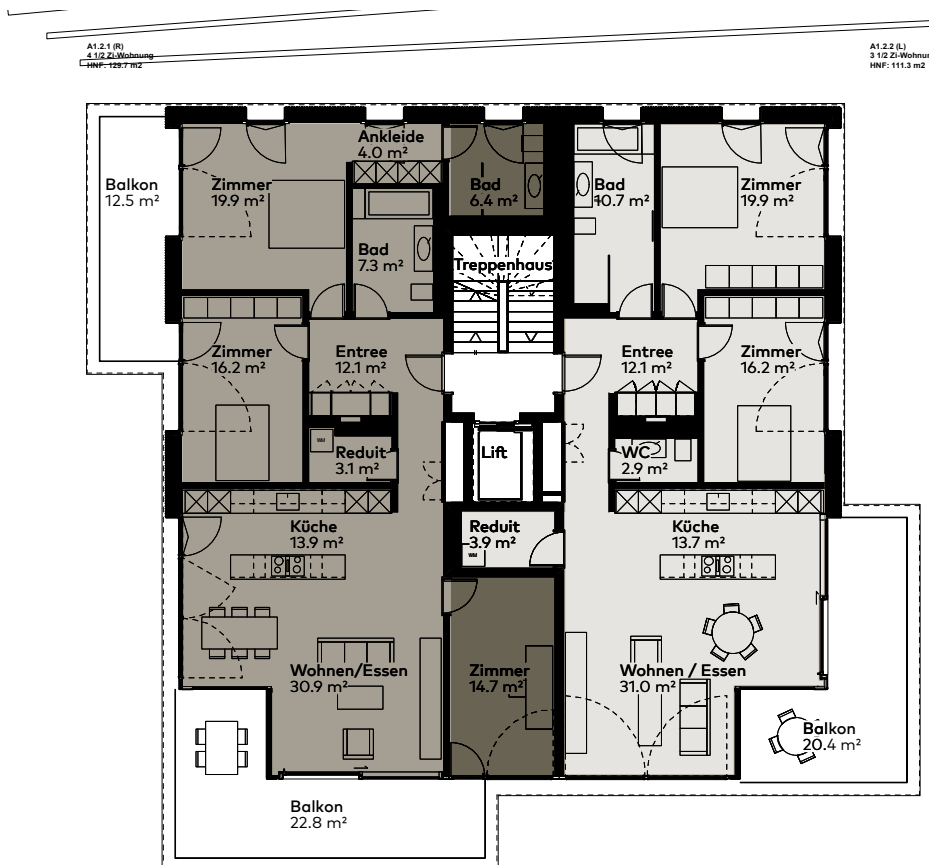 A1.2.1 (R)
4 1/2 Zi-Wohnung
HNF: 129.7 m2
A1.2.2 (L)
3 1/2 Zi-Wohnun
HNF: 111.3 m2
Ankleide
4.0 m²
Balkon
12.5 m²
Zimmer
19.9 m²
Bad
6.4 m²
Bad
10.7 m²
Zimmer
19.9 m²
Bad
7.3 m²
Treppenhaus
Zimmer
16.2 m²
Entree
12.1 m²
Entree
12.1 m²
Zimmer
16.2 m²
WM
Reduit
3.1 m²
Lift
WC
2.9 m²
Küche
13.9 m²
Reduit
3.9 m²
WM
Küche
13.7 m²
Wohnen/Essen
30.9 m²
Zimmer
14.7 m²
Wohnen / Essen
31.0 m²
Balkon
20.4 m²
Balkon
22.8 m²